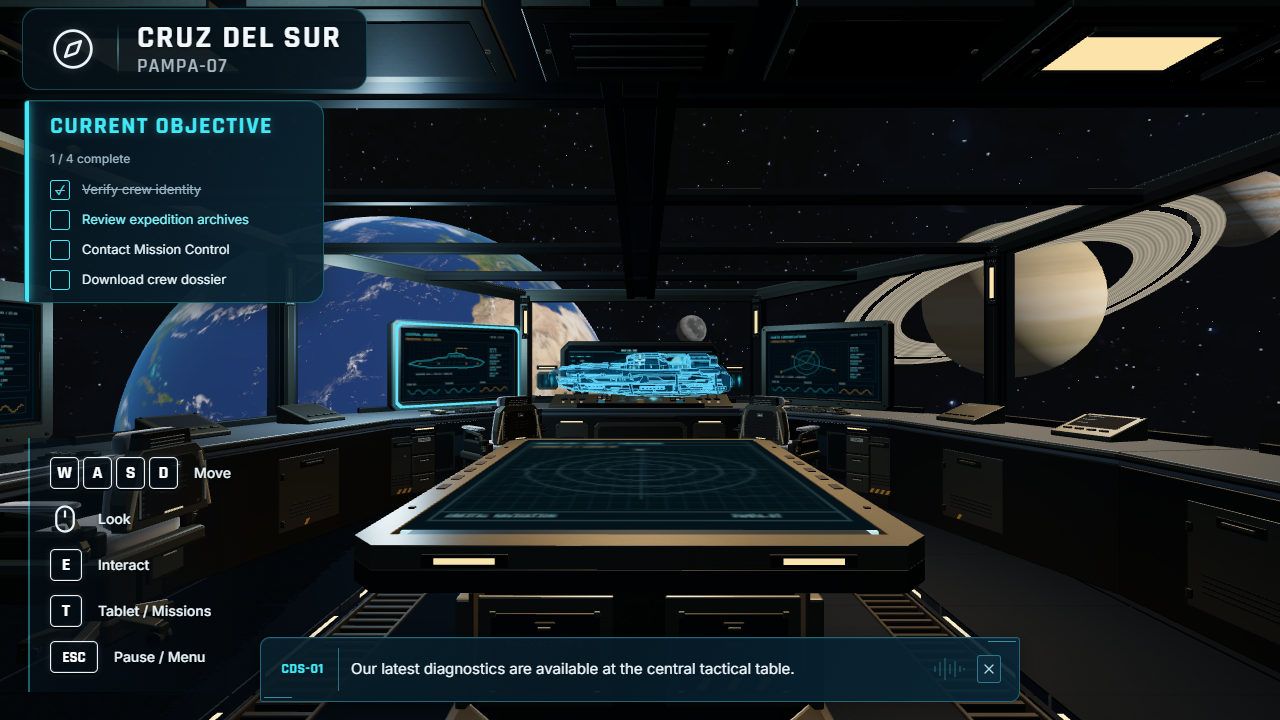 CRUZ DEL SUR
PAMPA-07
CURRENT OBJECTIVE
1 / 4 complete
Verify crew identity
Review expedition archives
Contact Mission Control
Download crew dossier
W A S D Move
Look
E Interact
T Tablet / Missions
ESC Pause / Menu
CDS-01 Our latest diagnostics are available at the central tactical table.